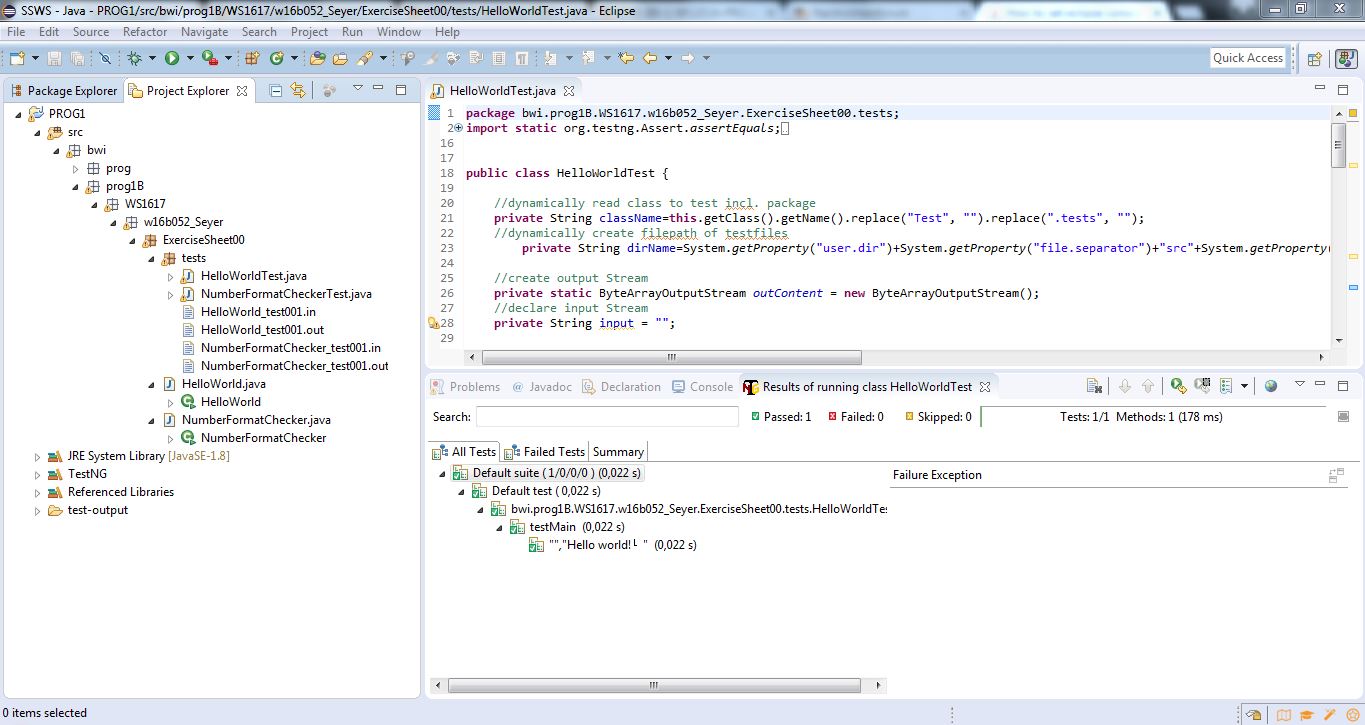 SSWS - Java - PROG1/src/bwi/prog1B/WS1617/w16b052_Seyer/ExerciseSheet00/tests/HelloWorldTest.java - Eclipse
File Edit Source Refactor Navigate Search Project Run Window Help
Quick Access
Package Explorer Project Explorer
PROG1
src
bwi
prog
prog1B
WS1617
w16b052_Seyer
ExerciseSheet00
tests
HelloWorldTest.java
NumberFormatCheckerTest.java
HelloWorld_test001.in
HelloWorld_test001.out
NumberFormatChecker_test001.in
NumberFormatChecker_test001.out
HelloWorld.java
HelloWorld
NumberFormatChecker.java
NumberFormatChecker
JRE System Library [JavaSE-1.8]
TestNG
Referenced Libraries
test-output
HelloWorldTest.java
1 package bwi.prog1B.WS1617.w16b052_Seyer.ExerciseSheet00.tests;
2 import static org.testng.Assert.assertEquals;
16
17
18 public class HelloWorldTest {
19
20 //dynamically read class to test incl. package
21 private String className=this.getClass().getName().replace("Test", "").replace(".tests", "");
22 //dynamically create filepath of testfiles
23 private String dirName=System.getProperty("user.dir")+System.getProperty("file.separator")+"src"+System.getProperty(
24
25 //create output Stream
26 private static ByteArrayOutputStream outContent = new ByteArrayOutputStream();
27 //declare input Stream
28 private String input = "";
29
Problems @ Javadoc Declaration Console Results of running class HelloWorldTest
Search: Passed: 1 Failed: 0 Skipped: 0 Tests: 1/1 Methods: 1 (178 ms)
All Tests Failed Tests Summary
Default suite ( 1/0/0/0 ) (0,022 s)
Default test ( 0,022 s)
bwi.prog1B.WS1617.w16b052_Seyer.ExerciseSheet00.tests.HelloWorldTes
testMain (0,022 s)
"","Hello world!└ " (0,022 s)
Failure Exception
0 items selected